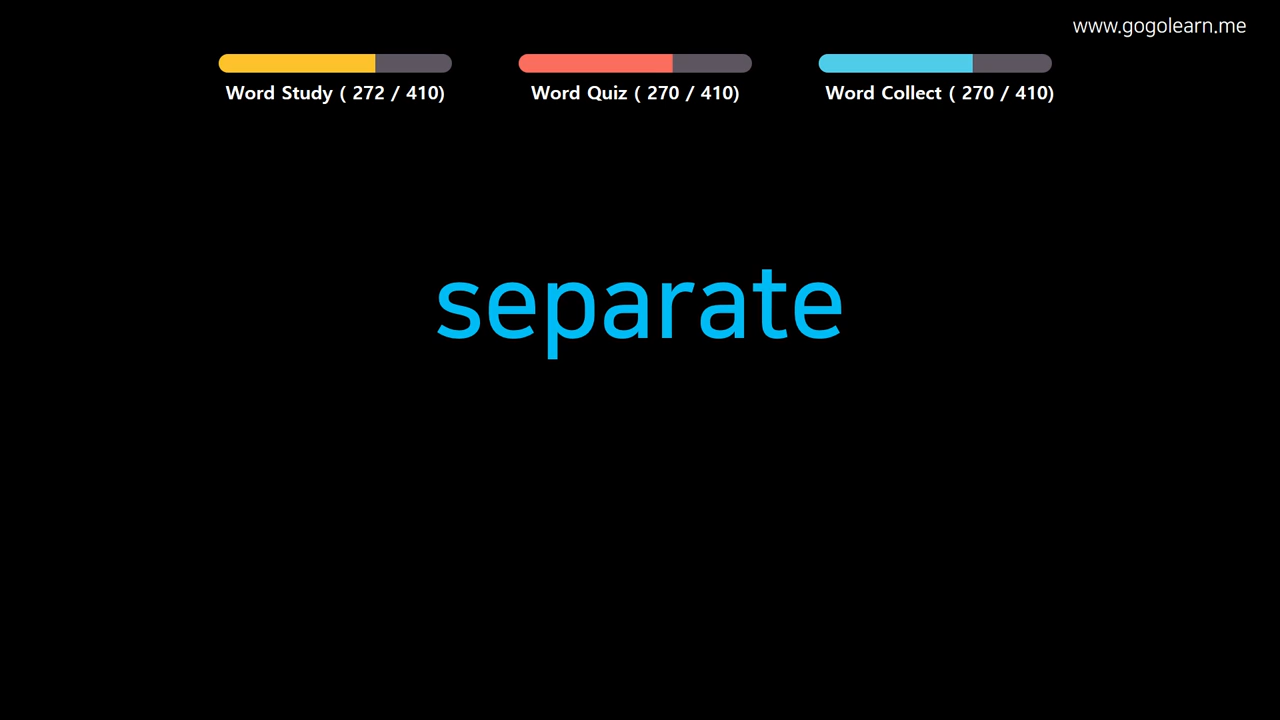 www.gogolearn.me
Word Study ( 272 / 410)
Word Quiz ( 270 / 410)
Word Collect ( 270 / 410)
separate